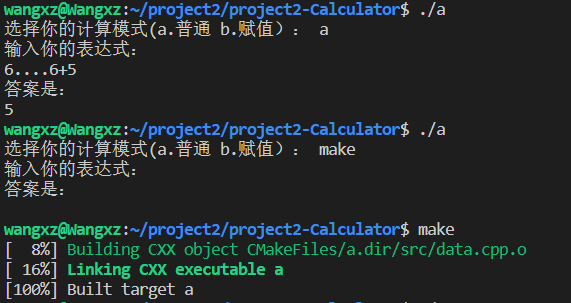 wangxz@Wangxz:~/project2/project2-Calculator$ ./a
选择你的计算模式(a.普通 b.赋值): a
输入你的表达式:
6....6+5
答案是:
5
wangxz@Wangxz:~/project2/project2-Calculator$ ./a
选择你的计算模式(a.普通 b.赋值): make
输入你的表达式:
答案是:
wangxz@Wangxz:~/project2/project2-Calculator$ make
[  8%] Building CXX object CMakeFiles/a.dir/src/data.cpp.o
[ 16%] Linking CXX executable a
[100%] Built target a